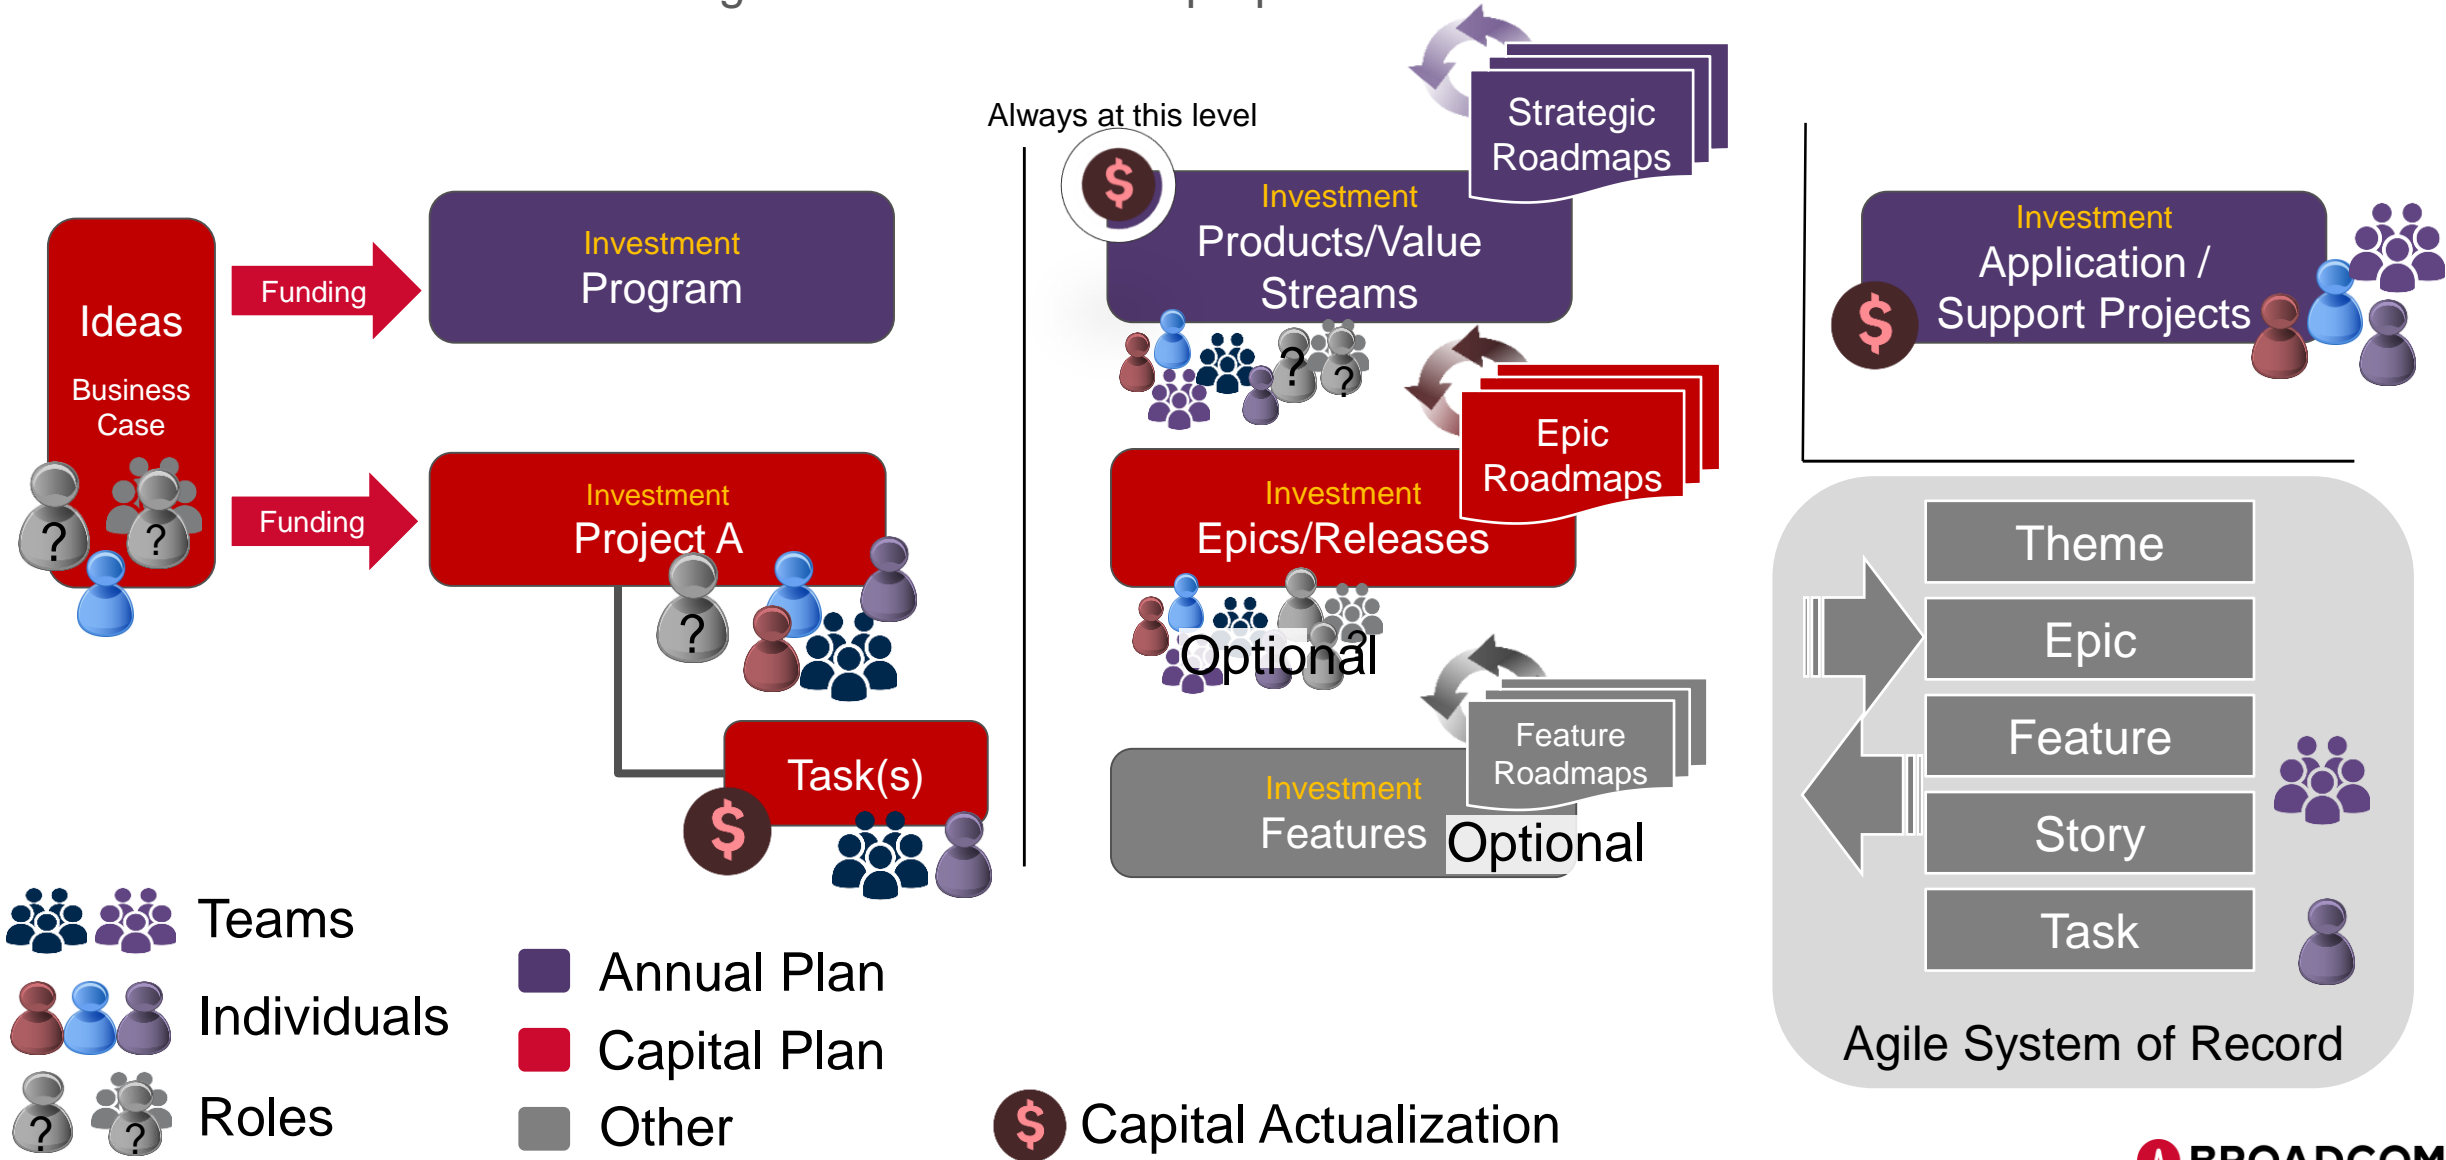 Always at this level
Strategic
Roadmaps
Investment
Program
Funding
Ideas
Business
Case
Investment
Products/Value
Streams
Investment
Application /
Support Projects
$
$
Funding
Investment
Project A
Epic
Roadmaps
Investment
Epics/Releases
?
?
?
?
?
Optional
?
Task(s)
$
Feature
Roadmaps
Investment
Features
Optional
Theme
Epic
Feature
Story
Task
Agile System of Record
Teams
Individuals
? ? Roles
Annual Plan
Capital Plan
Other
$ Capital Actualization
BROADCOM